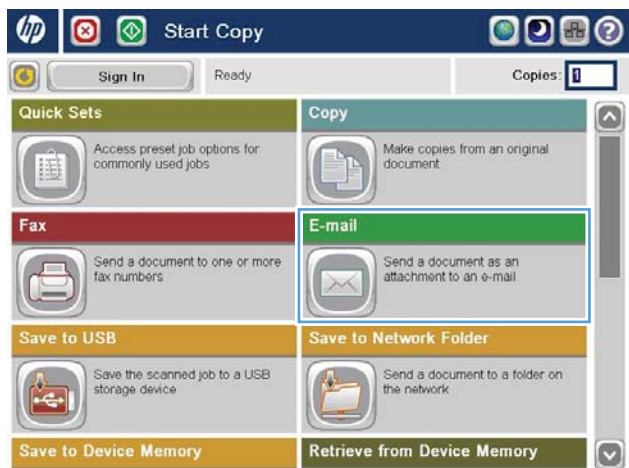 hp
Start Copy
?
Sign In
Ready
Copies: 1
Quick Sets
Access preset job options for
commonly used jobs
Copy
Make copies from an original
document
Fax
Send a document to one or more
fax numbers
E-mail
Send a document as an
attachment to an e-mail
Save to USB
Save the scanned job to a USB
storage device
Save to Network Folder
Send a document to a folder on
the network
Save to Device Memory
Retrieve from Device Memory